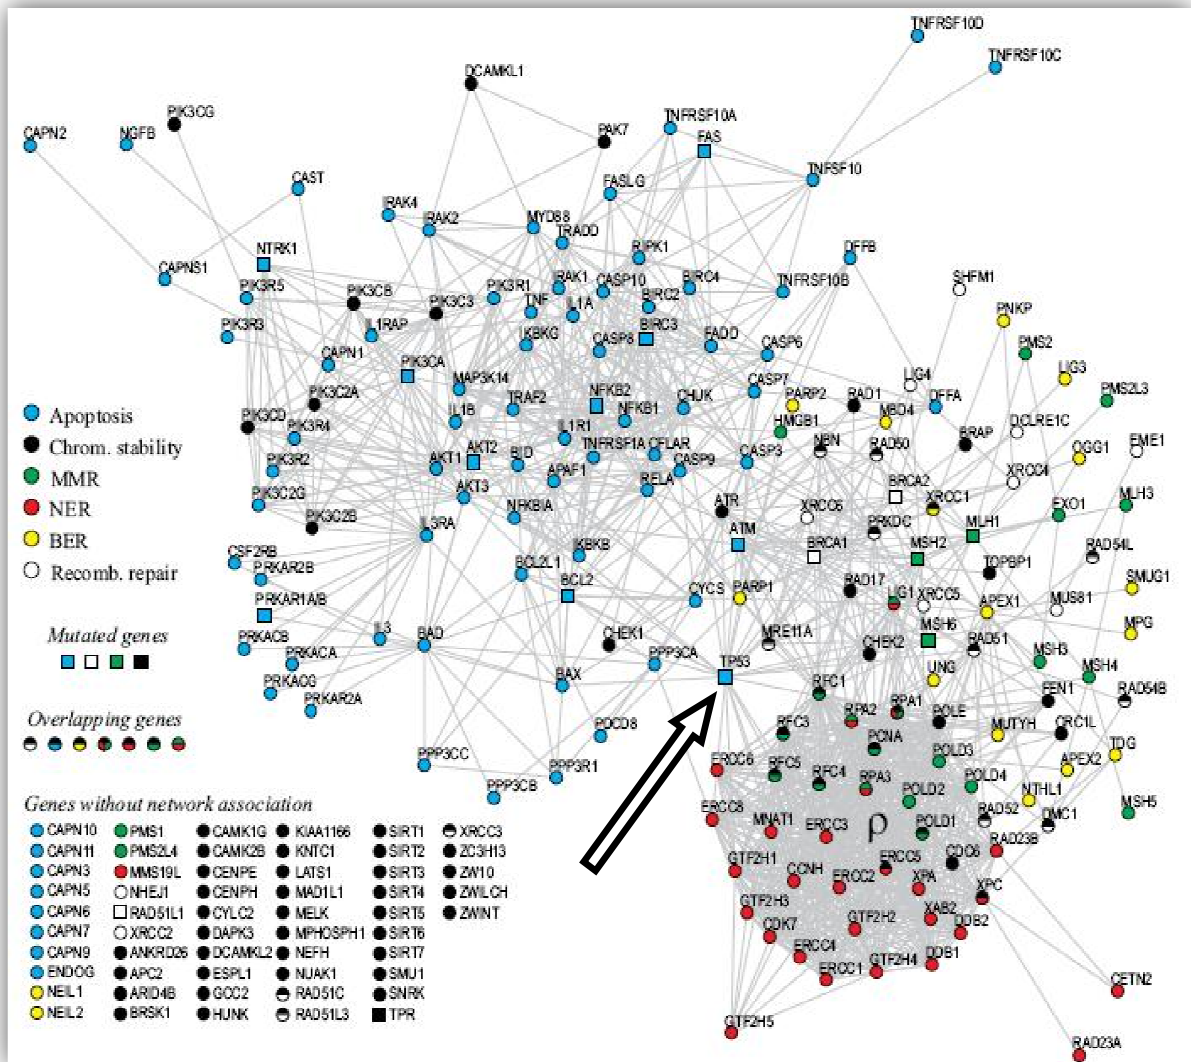 TNFRSF10D
TNFRSF10C
DCAMKL1
PIK3CG
CAPN2
NGFB
PAK7
TNFRSF10A
FAS
TNFSF10
CAST
FASLG
IRAK4
IRAK2
MYD88
TRADD
RIPK1
DFFB
NTRK1
CAPNS1
PIK3R5
PIK3CB
PIK3C3
PIK3R1
IRAK1
CASP10
BIRC4
TNFRSF10B
SHFM1
TNF
IL1A
BIRC2
PIK3R3
IL1RAP
IKBKG
BIRC3
FADD
PNKP
CAPN1
PIK3CA
CASP8
CASP6
PMS2
MAP3K14
LIG4
LIG3
PIK3C2A
NFKB2
CHUK
CASP7
PARP2
RAD1
DFFA
PMS2L3
PIK3CD
PIK3R4
IL1B
TRAF2
NFKB1
HMGB1
MBD4
DCLRE1C
IL1R1
NBN
RAD50
BRAP
EME1
PIK3R2
AKT1
AKT2
BID
TNFRSF1A
CFLAR
CASP9
CASP3
OGG1
APAF1
RELA
BRCA2
XRCC4
PIK3C2G
AKT3
NFKBIA
ATR
XRCC6
XRCC1
EXO1
MLH3
PIK3C2B
IL3RA
ATM
BRCA1
PRKDC
MSH2
MLH1
RAD54L
CSF2RB
PRKAR2B
BCL2L1
IKBKB
TOPBP1
SMUG1
PRKAR1A/B
BCL2
CYCS
PARP1
RAD17
LIG1
XRCC5
APEX1
MUS81
PRKACB
IL3
BAD
CHEK1
MRE11A
CHEK2
MSH6
RAD51
MPG
PRKACA
PPP3CA
TP53
MSH3
MSH4
PRKACG
PRKAR2A
BAX
RFC1
UNG
FEN1
RAD54B
PDCD8
RFC3
RPA2
RPA1
POLE
MUTYH
CRC1L
PCNA
PPP3CC
PPP3R1
ERCC6
RFC5
RFC4
RPA3
POLD3
APEX2
TDG
PPP3CB
POLD2
POLD4
NTHL1
MSH5
ERCC8
MNAT1
ERCC3
ρ
POLD1
RAD52
DMC1
RAD23B
GTF2H1
CCNH
ERCC2
ERCC5
CDC6
XPA
XPC
GTF2H3
CDK7
GTF2H2
XAB2
DDB2
ERCC4
ERCC1
GTF2H4
DDB1
CETN2
GTF2H5
RAD23A
Apoptosis
Chrom. stability
MMR
NER
BER
Recomb. repair
Mutated genes
Overlapping genes
Genes without network association
CAPN10 PMS1 CAMK1G KIAA1166 SIRT1 XRCC3
CAPN11 PMS2L4 CAMK2B KNTC1 SIRT2 ZC3H13
CAPN3 MMS19L CENPE LATS1 SIRT3 ZW10
CAPN5 NHEJ1 CENPH MAD1L1 SIRT4 ZWILCH
CAPN6 RAD51L1 CYLC2 MELK SIRT5 ZWINT
CAPN7 XRCC2 DAPK3 MPHOSPH1 SIRT6
CAPN9 ANKRD26 DCAMKL2 NEFH SIRT7
ENDOG APC2 ESPL1 NUAK1 SMU1
NEIL1 ARID4B GCC2 RAD51C SNRK
NEIL2 BRSK1 HUNK RAD51L3 TPR